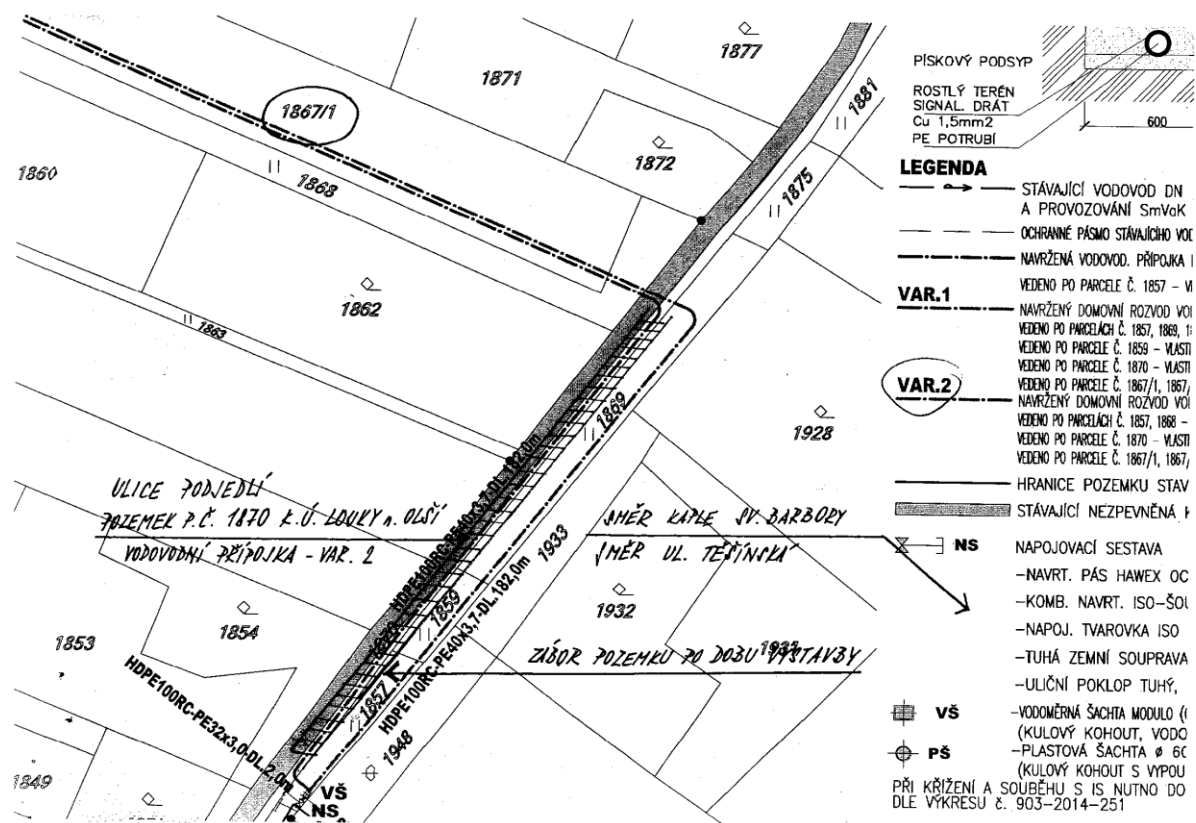 1877
1871
1867/1
1881
1872
1860
1868
1875
1862
1863
1869
1928
HDPE100RC-PE40x3,7-DL.182,0m
ULICE PODJEDLÍ
POZEMEK P.Č. 1870 K.Ú. LOUKY n. OLŠÍ
VODOVODNÍ PŘÍPOJKA - VAR. 2
SMĚR KAPLE SV. BARBORY
SMĚR UL. TĚŠÍNSKÁ
1933
1859
1932
1854
1853
ZÁBOR POZEMKU PO DOBU VÝSTAVBY
1857
HDPE100RC-PE40x3,7-DL.182,0m
HDPE100RC-PE32x3,0-DL.2,0m
1948
1849
VŠ
NS
PÍSKOVÝ PODSYP
ROSTLÝ TERÉN
SIGNAL. DRÁT
Cu 1,5mm2
PE POTRUBÍ
600
LEGENDA
STÁVAJÍCÍ VODOVOD DN
A PROVOZOVÁNÍ SmVaK
OCHRANNÉ PÁSMO STÁVAJÍCÍHO VOD
NAVRŽENÁ VODOVOD. PŘÍPOJKA
VEDENO PO PARCELE Č. 1857 -
VAR.1
NAVRŽENÝ DOMOVNÍ ROZVOD VO
VEDENO PO PARCELÁCH Č. 1857, 1869,
VEDENO PO PARCELE Č. 1859 - VLASTI
VEDENO PO PARCELE Č. 1870 - VLASTI
VEDENO PO PARCELE Č. 1867/1, 1867/
VAR.2
NAVRŽENÝ DOMOVNÍ ROZVOD VO
VEDENO PO PARCELÁCH Č. 1857, 1868 -
VEDENO PO PARCELE Č. 1870 - VLASTI
VEDENO PO PARCELE Č. 1867/1, 1867/
HRANICE POZEMKU STAV
STÁVAJÍCÍ NEZPEVNĚNÁ
NS NAPOJOVACÍ SESTAVA
-NAVRT. PÁS HAWEX OC
-KOMB. NAVRT. ISO-ŠOU
-NAPOJ. TVAROVKA ISO
-TUHÁ ZEMNÍ SOUPRAVA
-ULIČNÍ POKLOP TUHÝ,
VŠ -VODOMĚRNÁ ŠACHTA MODULO (
(KULOVÝ KOHOUT, VODO
PŠ -PLASTOVÁ ŠACHTA ø 60
(KULOVÝ KOHOUT S VYPOU
PŘI KŘÍŽENÍ A SOUBĚHU S IS NUTNO DO
DLE VÝKRESU č. 903-2014-251